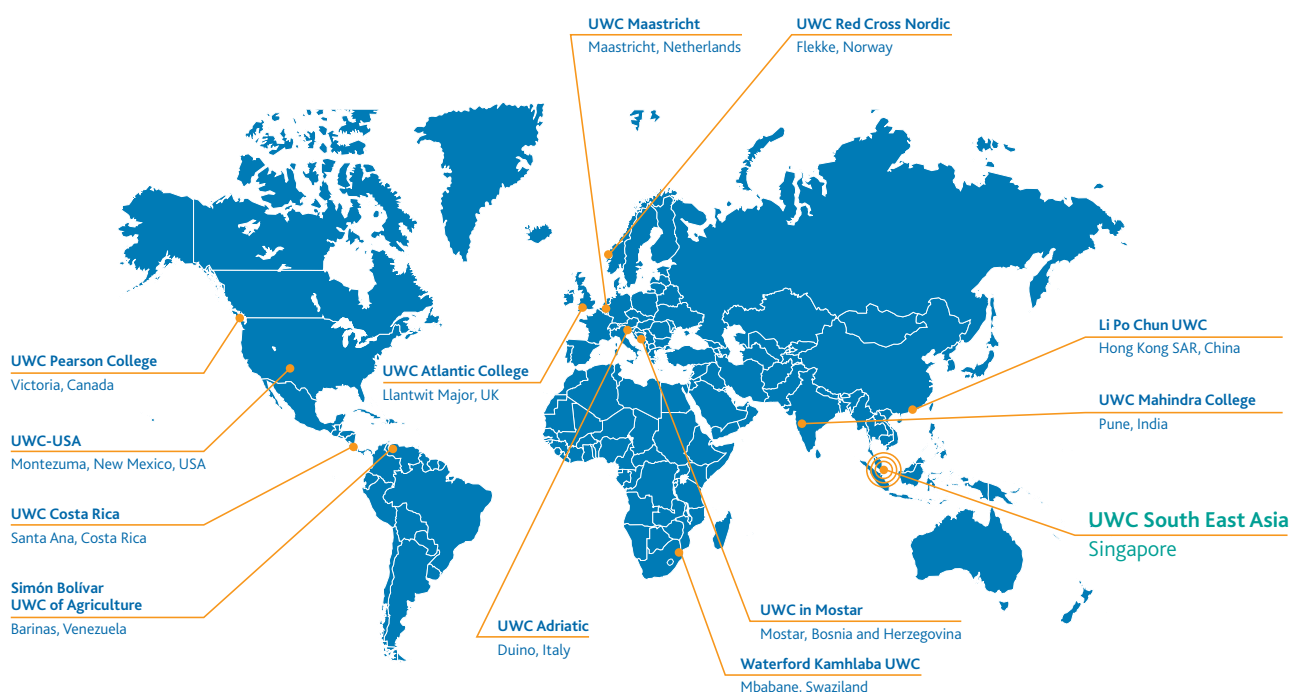 UWC Maastricht
Maastricht, Netherlands
UWC Red Cross Nordic
Flekke, Norway
UWC Pearson College
Victoria, Canada
UWC Atlantic College
Llantwit Major, UK
Li Po Chun UWC
Hong Kong SAR, China
UWC Mahindra College
Pune, India
UWC-USA
Montezuma, New Mexico, USA
UWC Costa Rica
Santa Ana, Costa Rica
UWC South East Asia
Singapore
Simón Bolívar
UWC of Agriculture
Barinas, Venezuela
UWC Adriatic
Duino, Italy
UWC in Mostar
Mostar, Bosnia and Herzegovina
Waterford Kamhlaba UWC
Mbabane, Swaziland